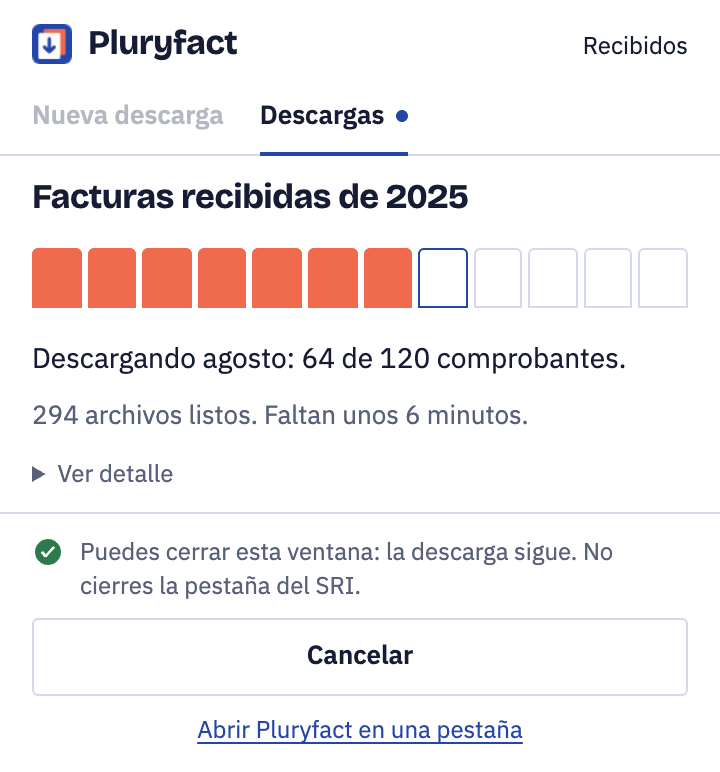 Pluryfact
Recibidos
Nueva descarga
Descargas
Facturas recibidas de 2025
Descargando agosto: 64 de 120 comprobantes.
294 archivos listos. Faltan unos 6 minutos.
Ver detalle
Puedes cerrar esta ventana: la descarga sigue. No
cierres la pestaña del SRI.
Cancelar
Abrir Pluryfact en una pestaña